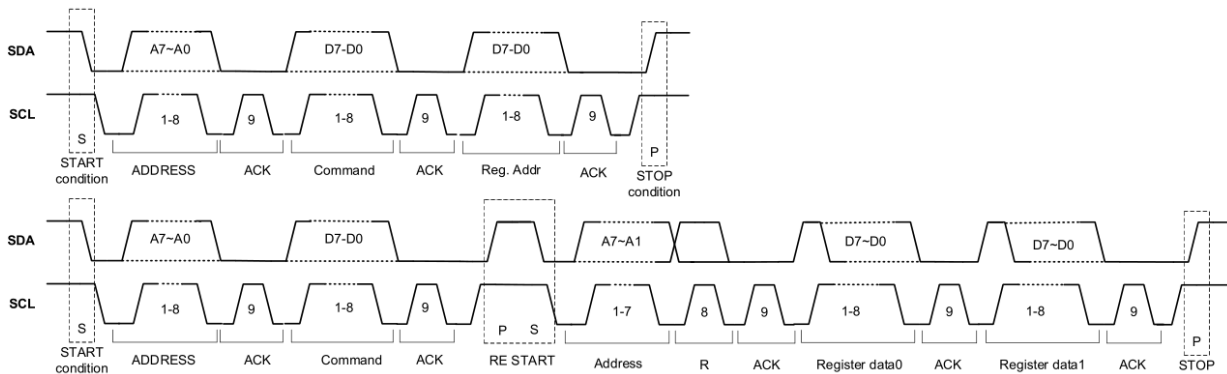 SDA A7~A0 D7-D0 D7-D0
SCL 1-8 9 1-8 9 1-8 9
S P
START condition ADDRESS ACK Command ACK Reg. Addr ACK STOP condition
SDA A7~A0 D7-D0 A7~A1 D7~D0 D7~D0
SCL 1-8 9 1-8 9 1-7 8 9 1-8 9 1-8 9
S P S P
START condition ADDRESS ACK Command ACK RE START Address R ACK Register data0 ACK Register data1 ACK STOP